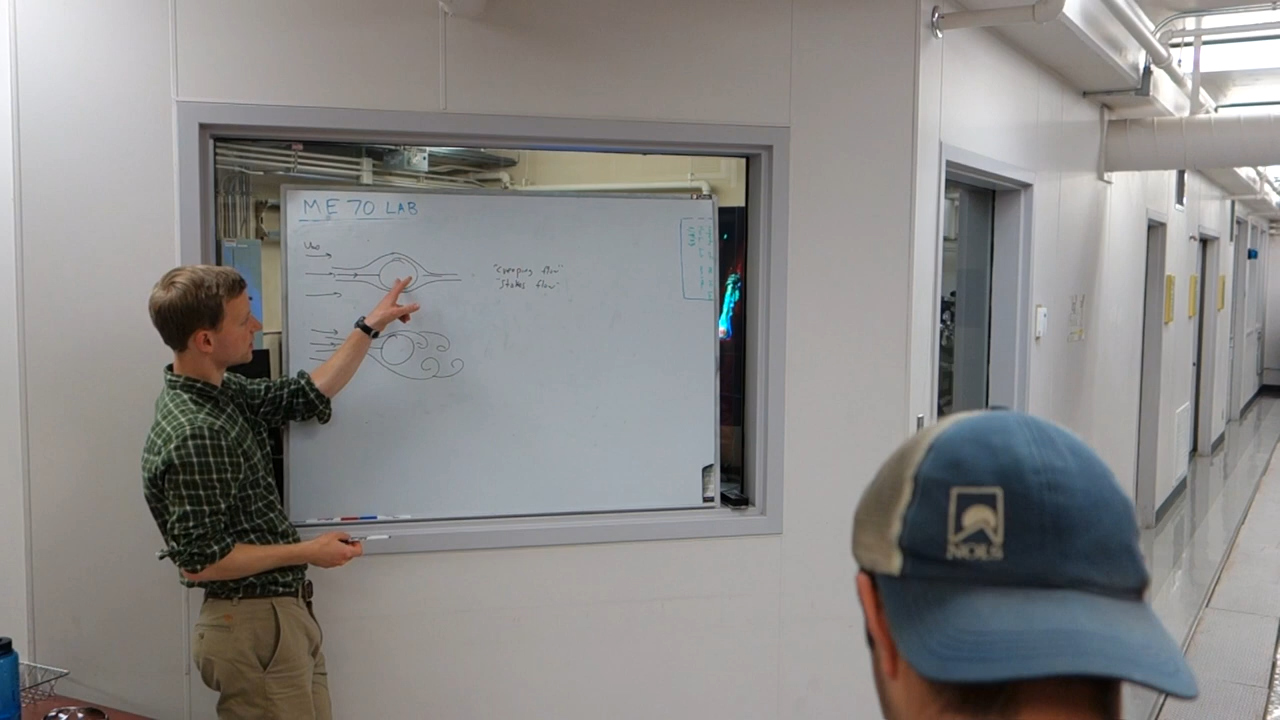 ME 70 LAB
U∞
"creeping flow"
"Stokes flow"
NOLS